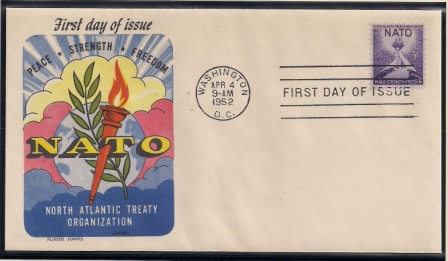 First day of issue
PEACE ★ STRENGTH ★ FREEDOM
NATO
NORTH ATLANTIC TREATY
ORGANIZATION
WASHINGTON
APR 4
9-AM
1952
D.C.
FIRST DAY OF ISSUE
NATO
3¢